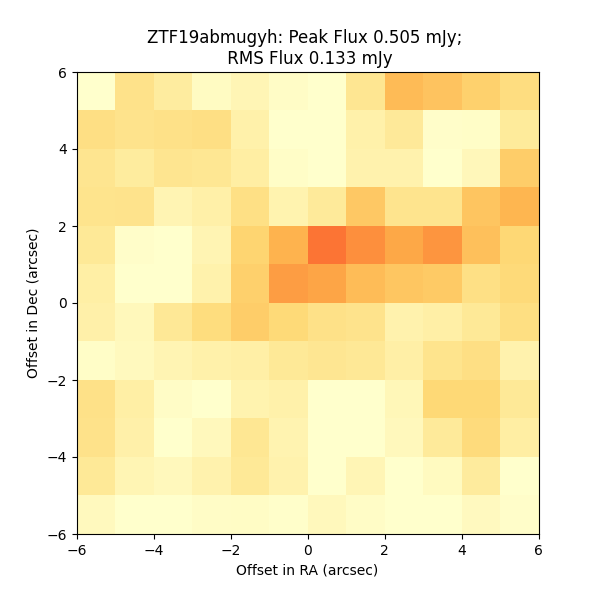 ZTF19abmugyh: Peak Flux 0.505 mJy;
RMS Flux 0.133 mJy
6
4
2
0
−2
−4
−6
Offset in Dec (arcsec)
−6 −4 −2 0 2 4 6
Offset in RA (arcsec)